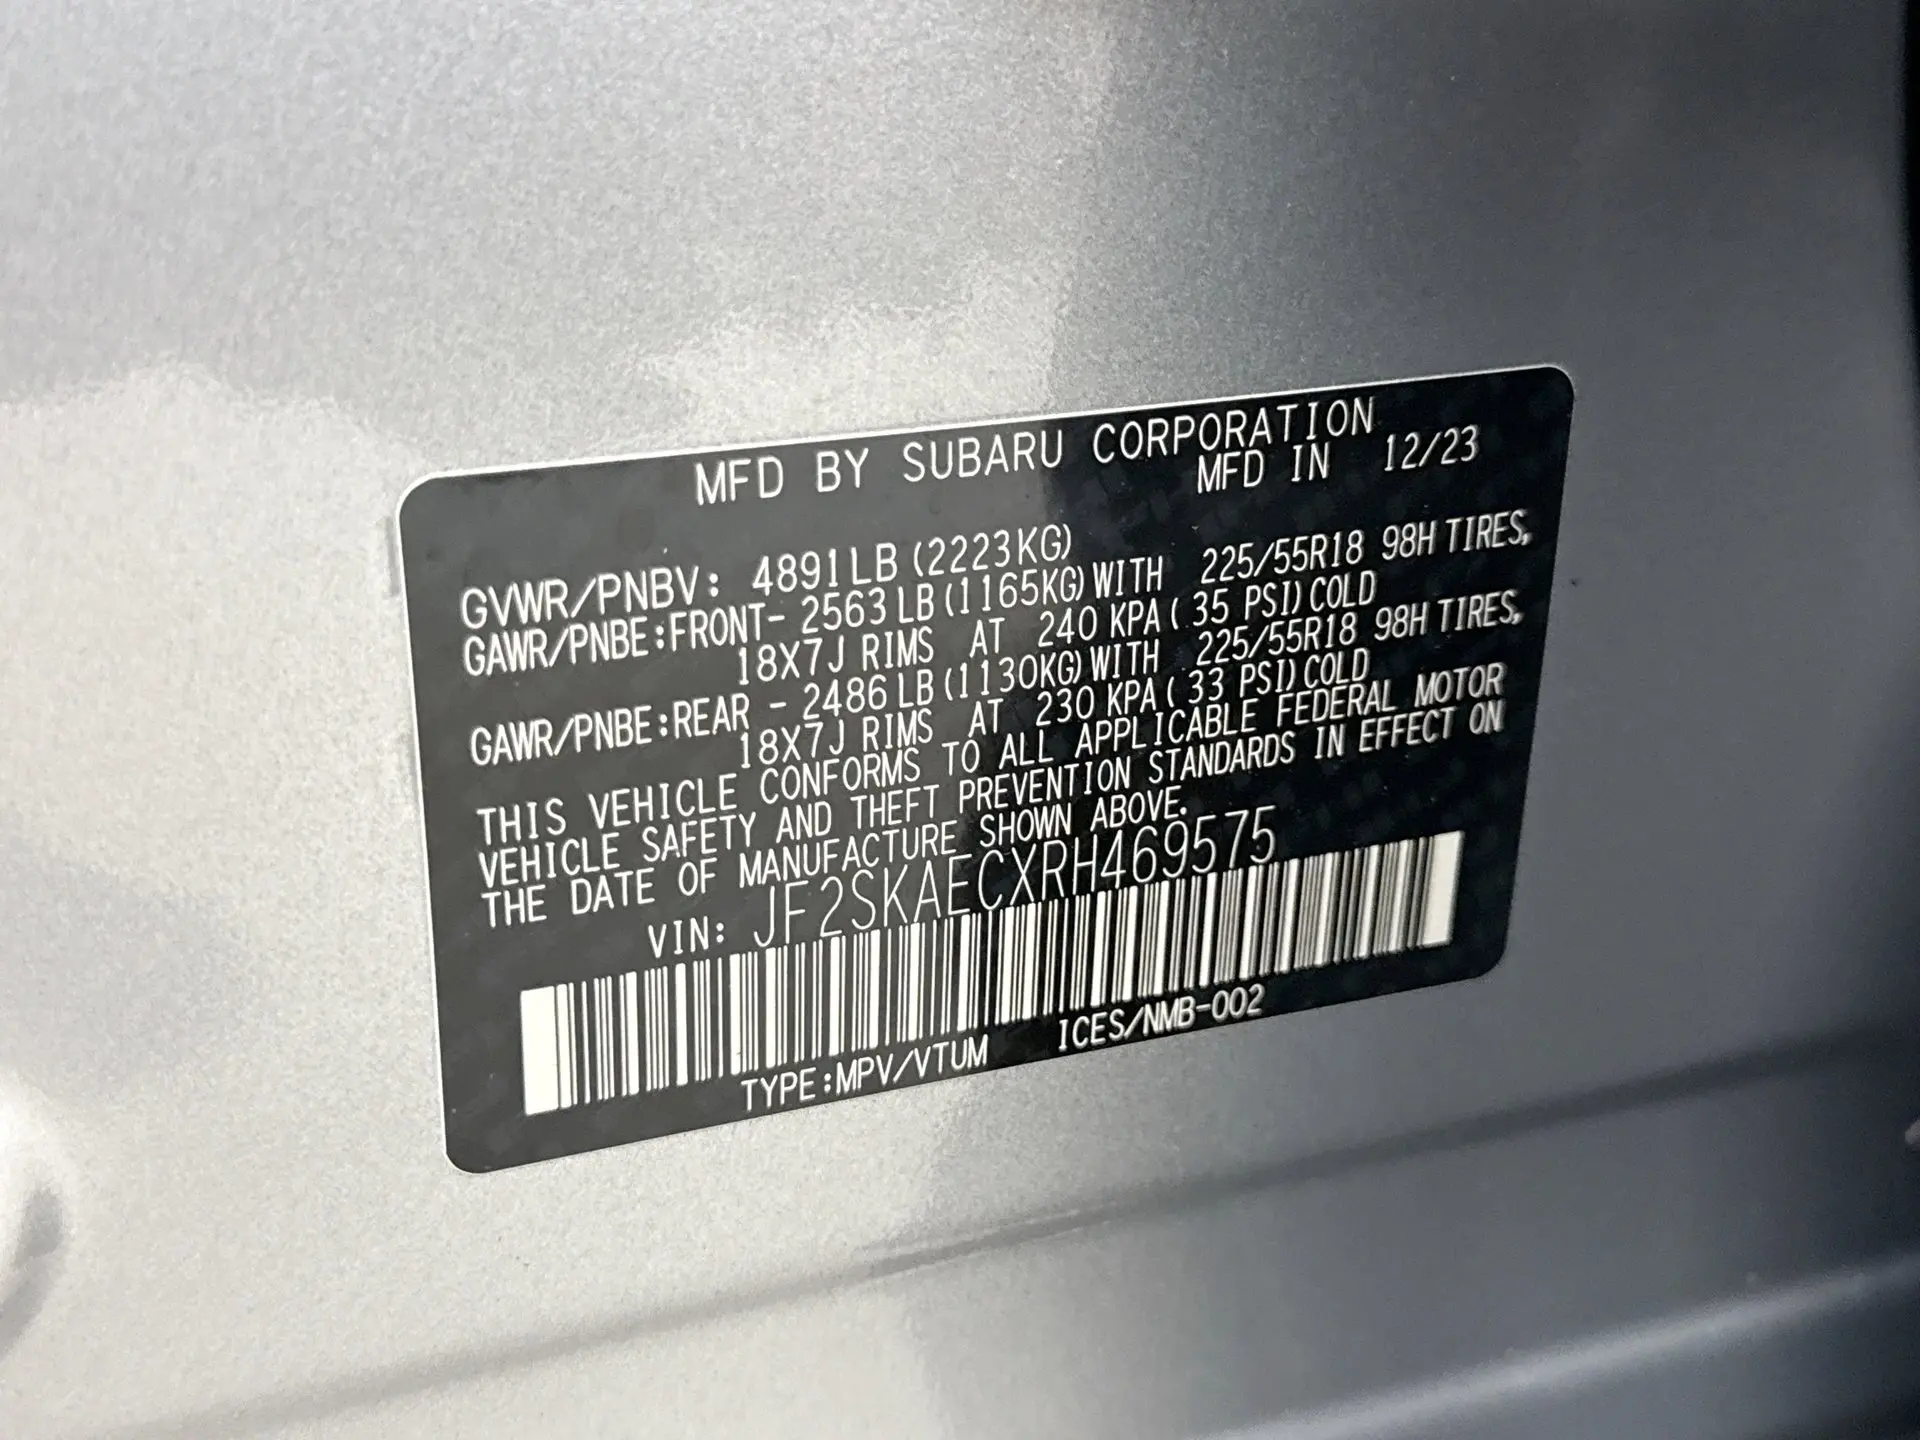 MFD BY SUBARU CORPORATION
MFD IN 12/23
GVWR/PNBV: 4891LB (2223KG)
GAWR/PNBE:FRONT- 2563 LB (1165KG) WITH 225/55R18 98H TIRES,
18X7J RIMS AT 240 KPA ( 35 PSI) COLD
GAWR/PNBE:REAR - 2486 LB (1130KG) WITH 225/55R18 98H TIRES,
18X7J RIMS AT 230 KPA ( 33 PSI) COLD
THIS VEHICLE CONFORMS TO ALL APPLICABLE FEDERAL MOTOR
VEHICLE SAFETY AND THEFT PREVENTION STANDARDS IN EFFECT ON
THE DATE OF MANUFACTURE SHOWN ABOVE.
VIN: JF2SKAECXRH469575
TYPE:MPV/VTUM ICES/NMB-002